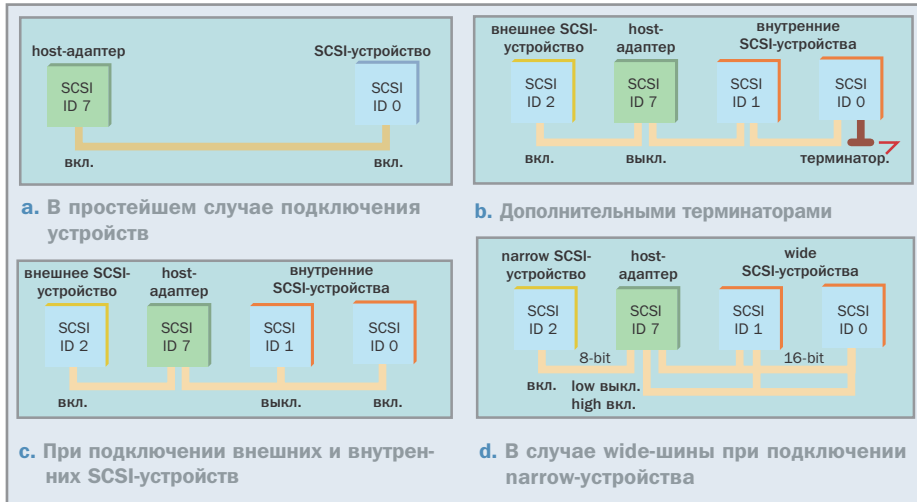 host-адаптер
SCSI-устройство
SCSI
ID 7
SCSI
ID 0
вкл.
вкл.
a. В простейшем случае подключения
устройств
внешнее SCSI-
устройство
host-
адаптер
внутренние
SCSI-устройства
SCSI
ID 2
SCSI
ID 7
SCSI
ID 1
SCSI
ID 0
вкл.
выкл.
терминатор.
b. Дополнительными терминаторами
внешнее SCSI-
устройство
host-
адаптер
внутренние
SCSI-устройства
SCSI
ID 2
SCSI
ID 7
SCSI
ID 1
SCSI
ID 0
вкл.
выкл.
вкл.
c. При подключении внешних и внутрен-
них SCSI-устройств
narrow SCSI-
устройство
host-
адаптер
wide
SCSI-устройства
SCSI
ID 2
SCSI
ID 7
SCSI
ID 1
SCSI
ID 0
8-bit
16-bit
вкл.
low выкл.
high вкл.
d. В случае wide-шины при подключении
narrow-устройства